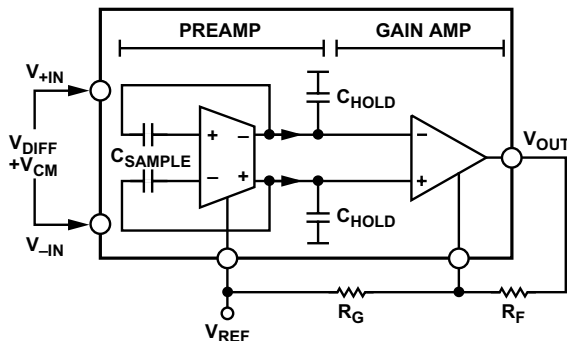 PREAMP
GAIN AMP
V+IN
VDIFF
+VCM
V–IN
CSAMPLE
+
–
–
+
CHOLD
CHOLD
–
+
VOUT
VREF
RG
RF